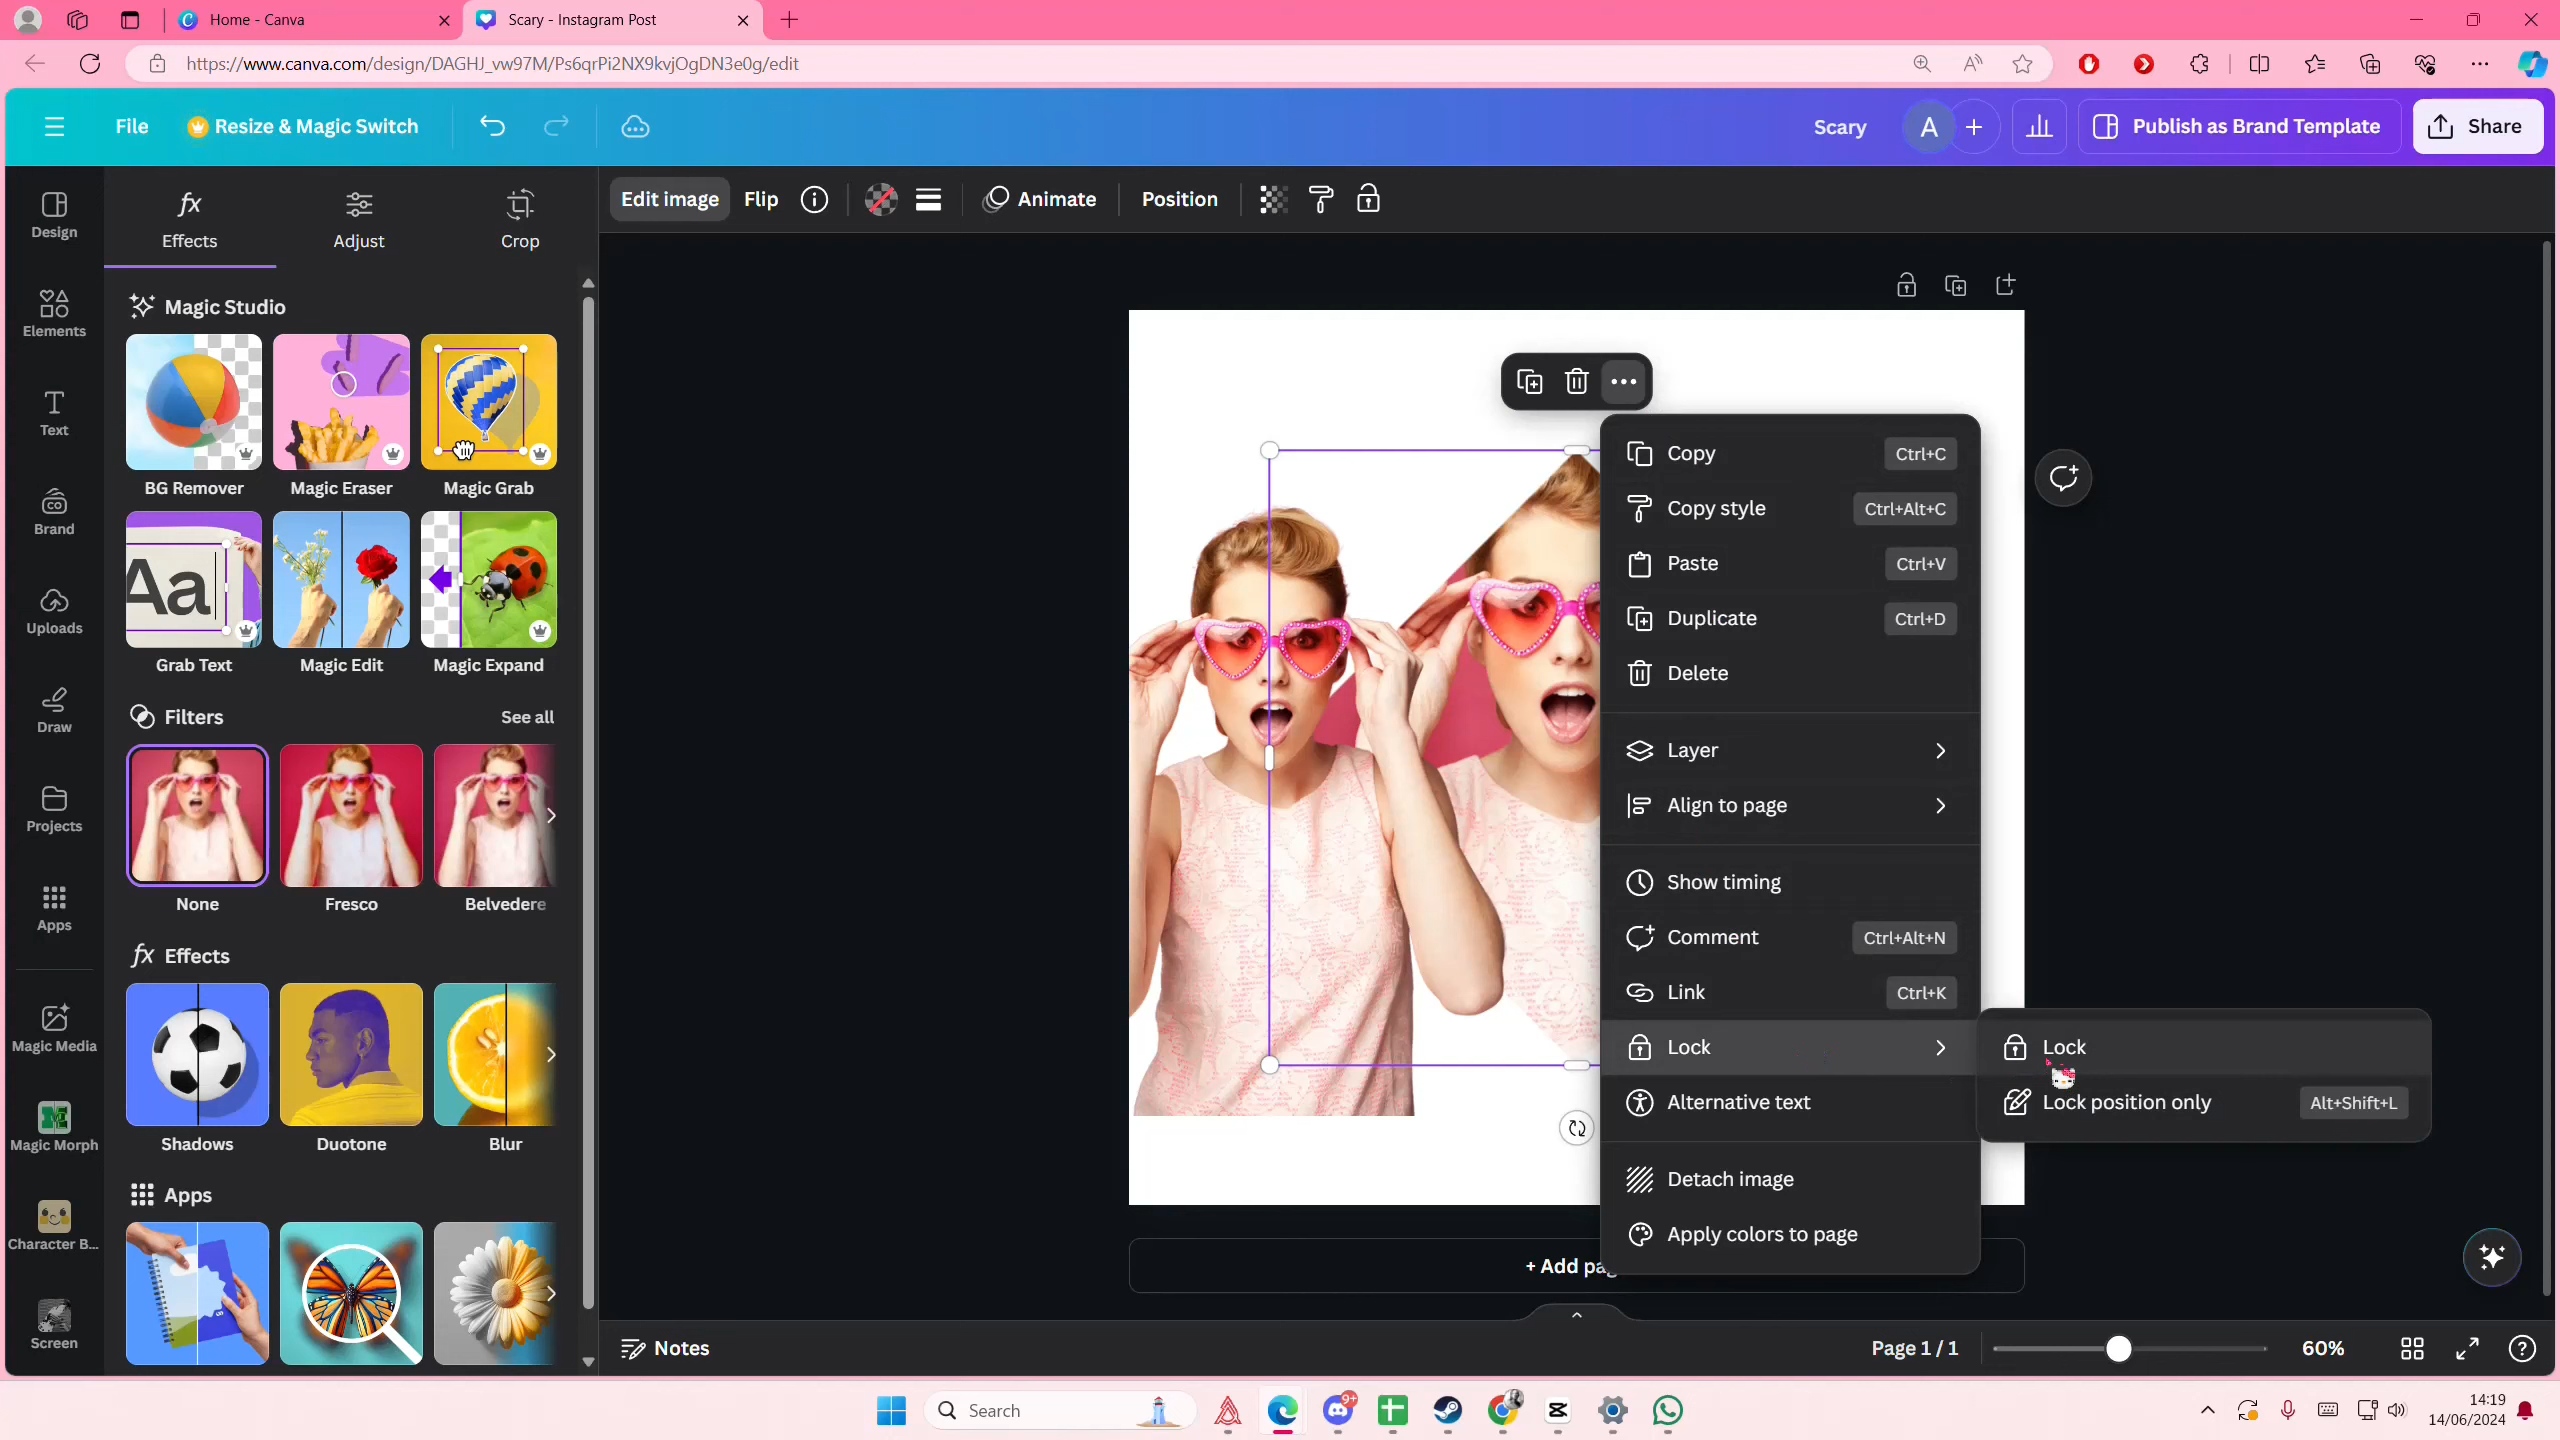 Home - Canva
Scary - Instagram Post
https://www.canva.com/design/DAGHJ_vw97M/Ps6qrPi2NX9kvjOgDN3e0g/edit
File
Resize & Magic Switch
Scary
A
Publish as Brand Template
Share
Design
Elements
Text
Brand
Uploads
Draw
Projects
Apps
Magic Media
Magic Morph
Character B...
Screen
Effects
Adjust
Crop
Magic Studio
BG Remover
Magic Eraser
Magic Grab
Aa
Grab Text
Magic Edit
Magic Expand
Filters
See all
None
Fresco
Belvedere
Effects
Shadows
Duotone
Blur
Apps
Edit image
Flip
Animate
Position
Copy
Ctrl+C
Copy style
Ctrl+Alt+C
Paste
Ctrl+V
Duplicate
Ctrl+D
Delete
Layer
Align to page
Show timing
Comment
Ctrl+Alt+N
Link
Ctrl+K
Lock
Alternative text
Detach image
Apply colors to page
Lock
Lock position only
Alt+Shift+L
+ Add pag
Notes
Page 1 / 1
60%
Search
9+
14:19
14/06/2024